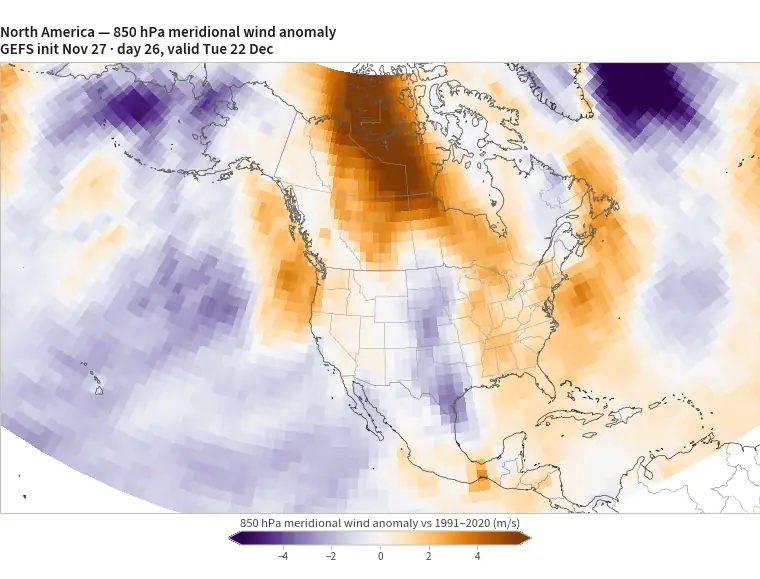 North America — 850 hPa meridional wind anomaly
GEFS init Nov 27 · day 26, valid Tue 22 Dec
850 hPa meridional wind anomaly vs 1991–2020 (m/s)
−4 −2 0 2 4